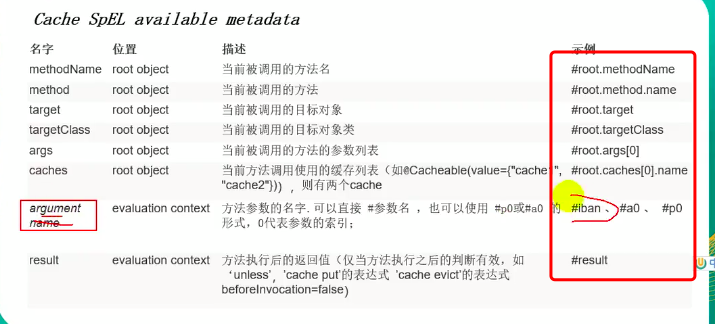 Cache SpEL available metadata
名字 位置 描述 示例
methodName root object 当前被调用的方法名 #root.methodName
method root object 当前被调用的方法 #root.method.name
target root object 当前被调用的目标对象 #root.target
targetClass root object 当前被调用的目标对象类 #root.targetClass
args root object 当前被调用的方法的参数列表 #root.args[0]
caches root object 当前方法调用使用的缓存列表（如@Cacheable(value={"cache1", #root.caches[0].name
"cache2"})），则有两个cache
argument evaluation context 方法参数的名字. 可以直接 #参数名 ，也可以使用 #p0或#a0 的 #iban 、 #a0 、 #p0
name 形式，0代表参数的索引；
result evaluation context 方法执行后的返回值（仅当方法执行之后的判断有效，如 #result
‘unless’，'cache put'的表达式 'cache evict'的表达式
beforeInvocation=false）
中